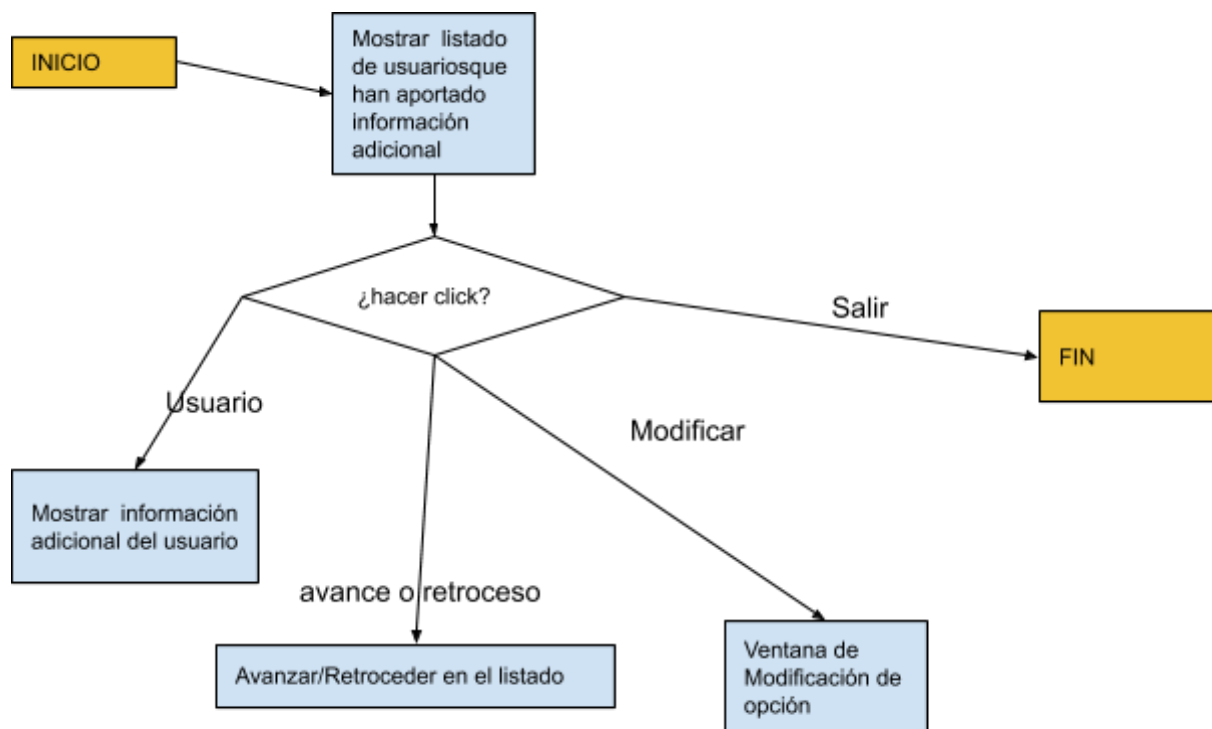 INICIO
Mostrar listado
de usuariosque
han aportado
información
adicional
¿hacer click?
Salir
FIN
Usuario
Modificar
Mostrar información
adicional del usuario
avance o retroceso
Avanzar/Retroceder en el listado
Ventana de
Modificación de
opción